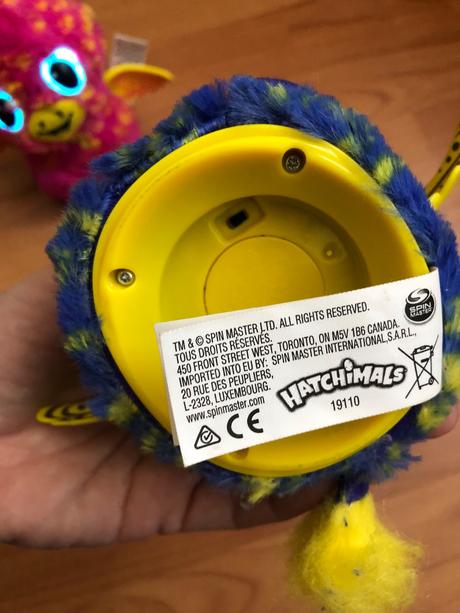 TM & © SPIN MASTER LTD. ALL RIGHTS RESERVED.
TOUS DROITS RÉSERVÉS.
450 FRONT STREET WEST, TORONTO, ON M5V 1B6 CANADA.
IMPORTED INTO EU BY: SPIN MASTER INTERNATIONAL, S.A.R.L.,
20 RUE DES PEUPLIERS,
L-2328, LUXEMBOURG.
www.spinmaster.com
SPIN
MASTER
HATCHiMALS
CE
19110